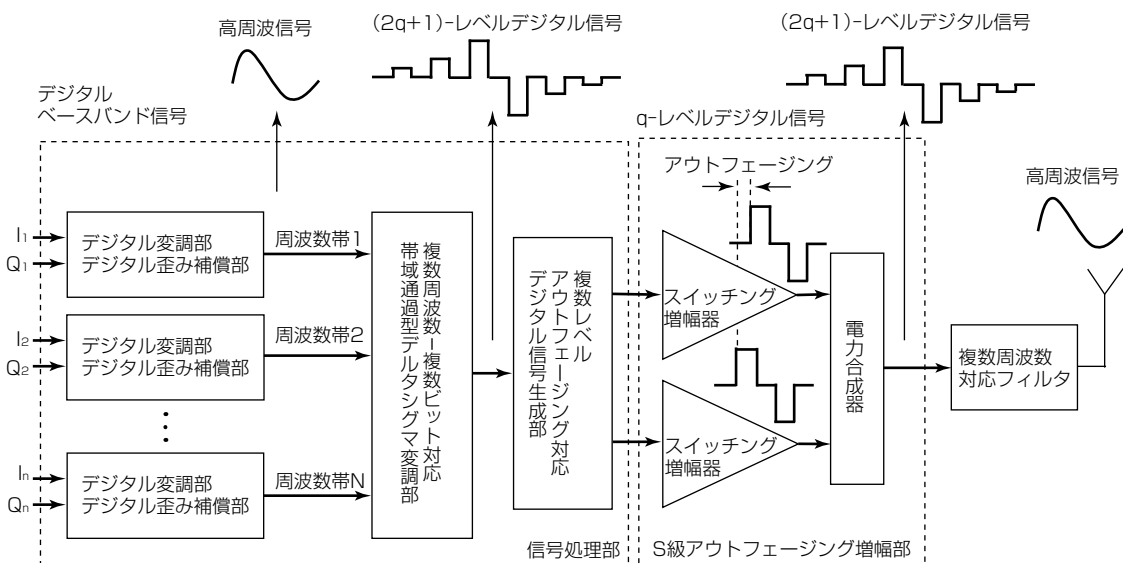 高周波信号
(2q+1)-レベルデジタル信号
(2q+1)-レベルデジタル信号
デジタル
ベースバンド信号
q-レベルデジタル信号
アウトフェージング
高周波信号
I₁
Q₁
デジタル変調部
デジタル歪み補償部
周波数帯1
I₂
Q₂
デジタル変調部
デジタル歪み補償部
周波数帯2
Iₙ
Qₙ
デジタル変調部
デジタル歪み補償部
周波数帯N
複数周波数ー複数ビット対応
帯域通過型デルタシグマ変調部
複数レベル
アウトフェージング対応
デジタル信号生成部
スイッチング
増幅器
スイッチング
増幅器
電力合成器
複数周波数
対応フィルタ
信号処理部
S級アウトフェージング増幅部